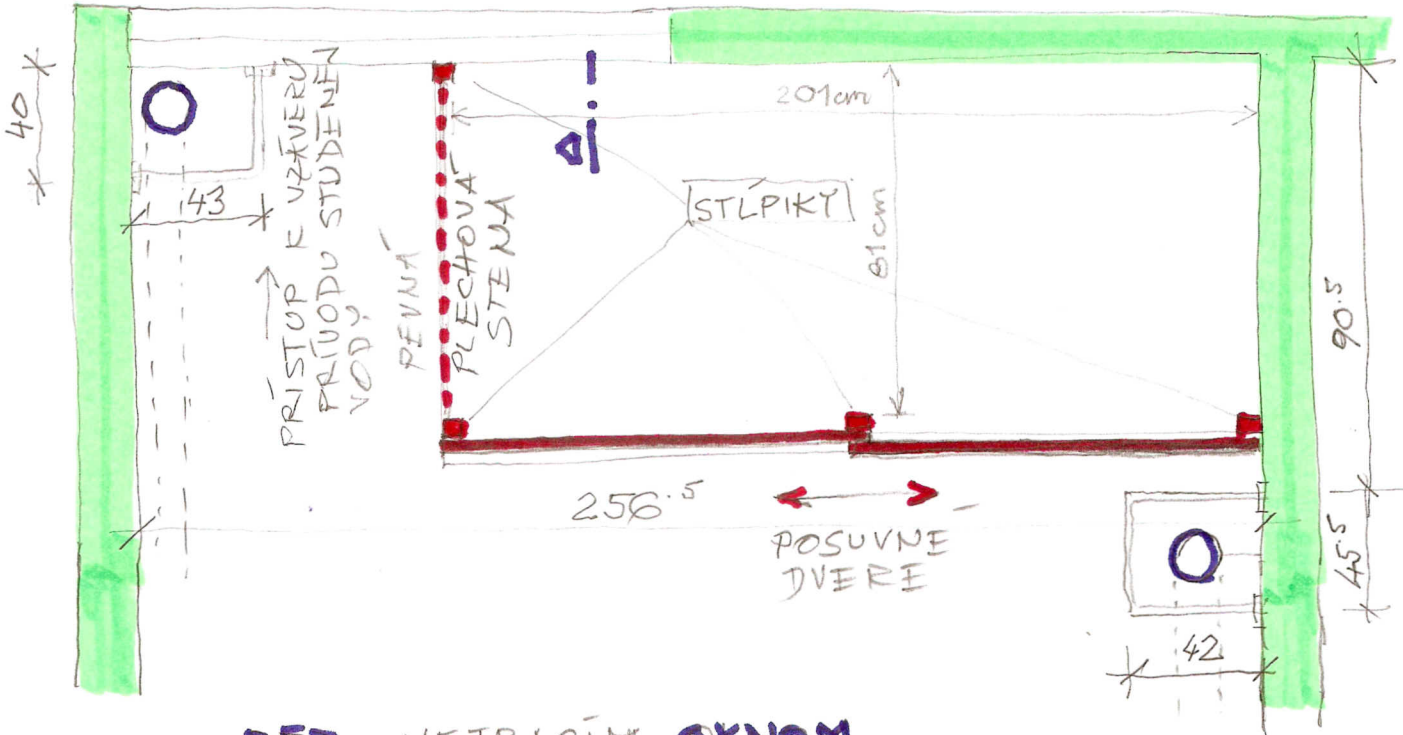 40
43
PRÍSTUP K UZÁVERU
PRÍVODU STUDENEJ
VODY
PEVNÁ
PLECHOVÁ
STENA
201cm
STĹPIKY
81cm
90.5
256.5
POSUVNÉ
DVERE
45.5
42
OKNOM